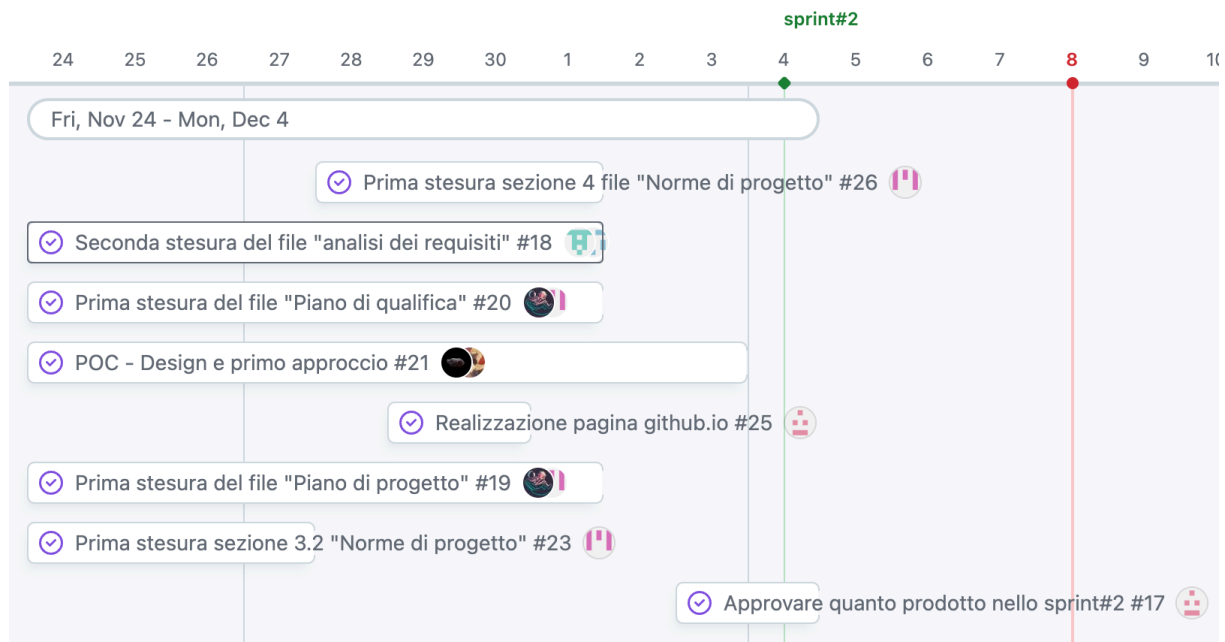 sprint#2
24 25 26 27 28 29 30 1 2 3 4 5 6 7 8 9 10
Fri, Nov 24 - Mon, Dec 4
Prima stesura sezione 4 file "Norme di progetto" #26
Seconda stesura del file "analisi dei requisiti" #18
Prima stesura del file "Piano di qualifica" #20
POC - Design e primo approccio #21
Realizzazione pagina github.io #25
Prima stesura del file "Piano di progetto" #19
Prima stesura sezione 3.2 "Norme di progetto" #23
Approvare quanto prodotto nello sprint#2 #17